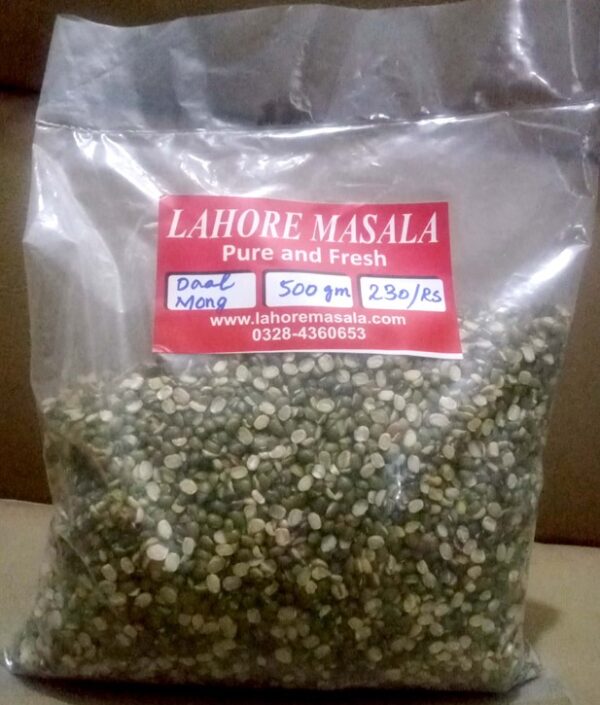 LAHORE MASALA
Pure and Fresh
Daal Mong 500 gm 230/Rs
www.lahoremasala.com
0328-4360653